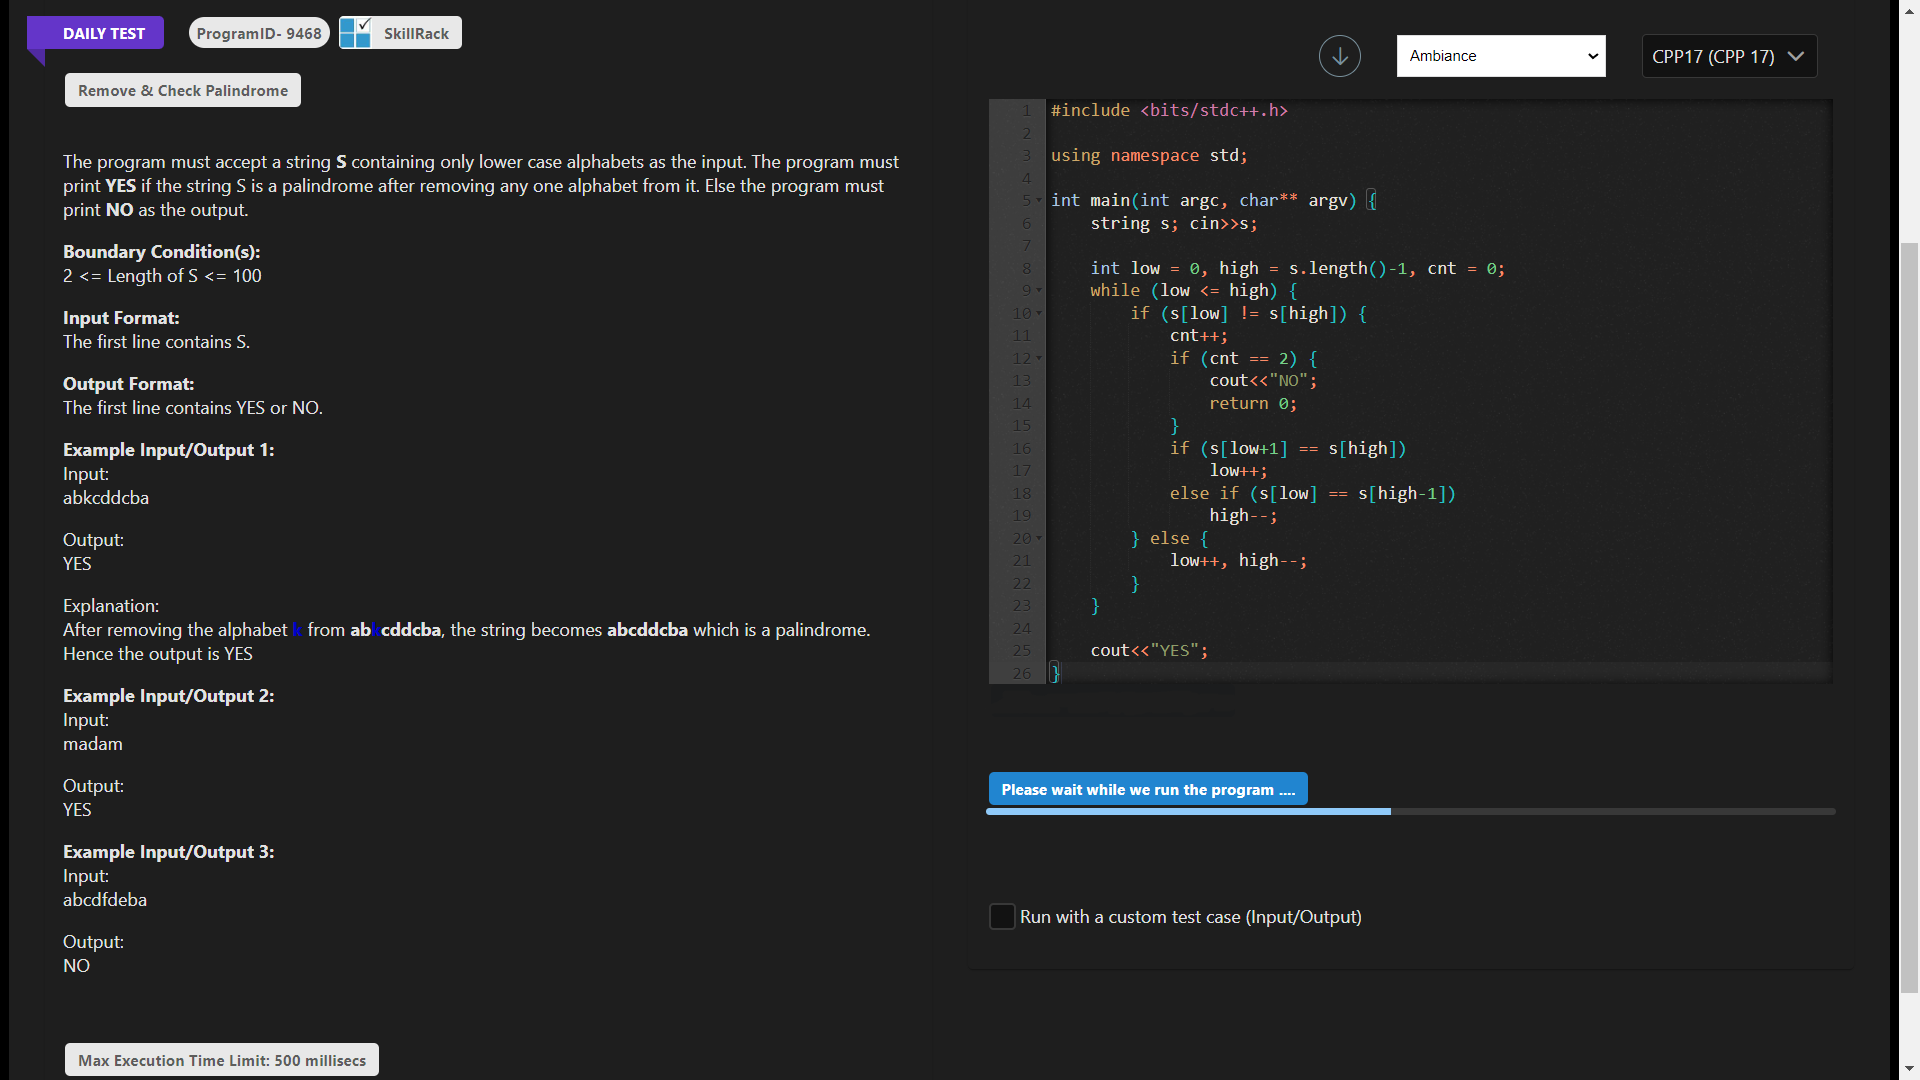 DAILY TEST
ProgramID- 9468
SkillRack
Remove & Check Palindrome
The program must accept a string S containing only lower case alphabets as the input. The program must
print YES if the string S is a palindrome after removing any one alphabet from it. Else the program must
print NO as the output.
Boundary Condition(s):
2 <= Length of S <= 100
Input Format:
The first line contains S.
Output Format:
The first line contains YES or NO.
Example Input/Output 1:
Input:
abkcddcba
Output:
YES
Explanation:
After removing the alphabet k from abkcddcba, the string becomes abcddcba which is a palindrome.
Hence the output is YES
Example Input/Output 2:
Input:
madam
Output:
YES
Example Input/Output 3:
Input:
abcdfdeba
Output:
NO
Max Execution Time Limit: 500 millisecs
Ambiance
CPP17 (CPP 17)
1 #include <bits/stdc++.h>
2
3 using namespace std;
4
5 int main(int argc, char** argv) {
6     string s; cin>>s;
7
8     int low = 0, high = s.length()-1, cnt = 0;
9     while (low <= high) {
10         if (s[low] != s[high]) {
11             cnt++;
12             if (cnt == 2) {
13                 cout<<"NO";
14                 return 0;
15             }
16             if (s[low+1] == s[high])
17                 low++;
18             else if (s[low] == s[high-1])
19                 high--;
20         } else {
21             low++, high--;
22         }
23     }
24
25     cout<<"YES";
26 }
Please wait while we run the program ....
Run with a custom test case (Input/Output)